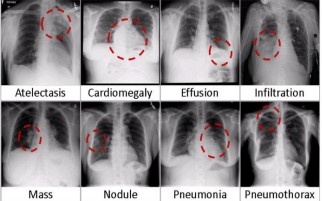 Atelectasis
Cardiomegaly
Effusion
Infiltration
Mass
Nodule
Pneumonia
Pneumothorax